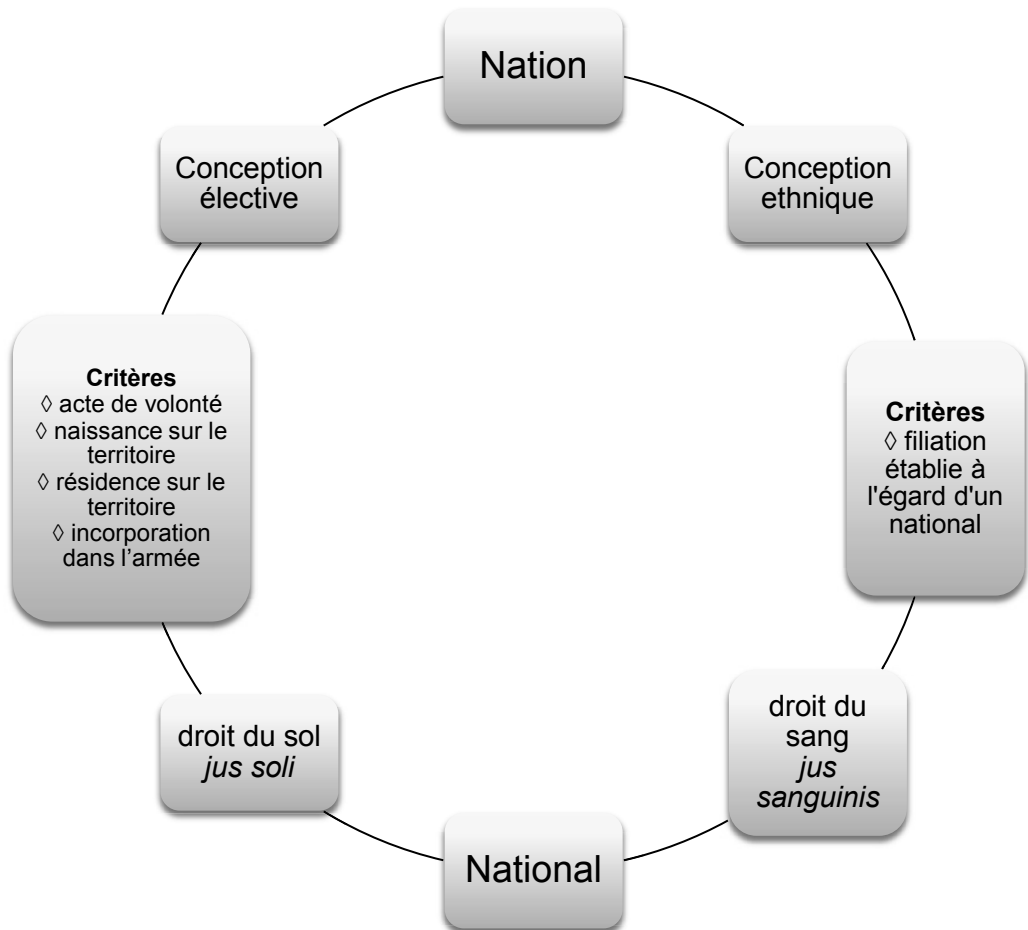 Nation
Conception
élective
Conception
ethnique
Critères
◊ acte de volonté
◊ naissance sur le
territoire
◊ résidence sur le
territoire
◊ incorporation
dans l’armée
Critères
◊ filiation
établie à
l'égard d'un
national
droit du sol
jus soli
droit du
sang
jus
sanguinis
National